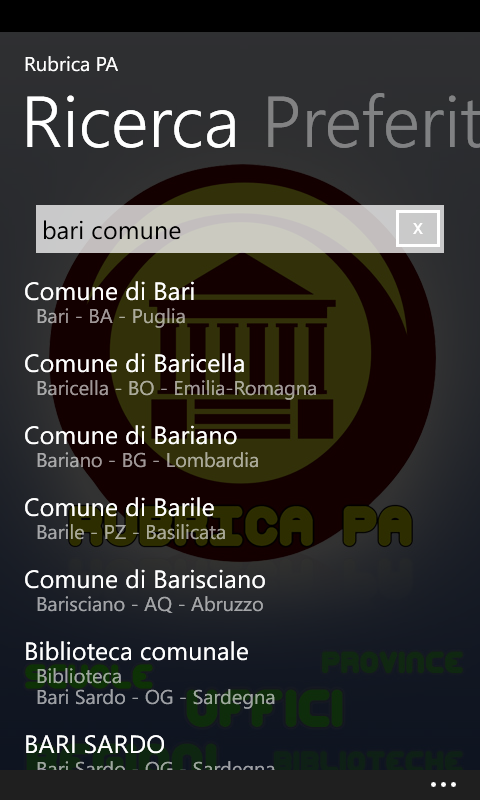 Rubrica PA
Ricerca Preferit
bari comune
x
Comune di Bari
Bari - BA - Puglia
Comune di Baricella
Baricella - BO - Emilia-Romagna
Comune di Bariano
Bariano - BG - Lombardia
Comune di Barile
Barile - PZ - Basilicata
RUBRICA PA
Comune di Barisciano
Barisciano - AQ - Abruzzo
Biblioteca comunale
PROVINCE
Biblioteca
SCUOLE
Bari Sardo - OG - Sardegna
UFFICI
BARI SARDO
BIBLIOTECHE
Bari Sardo - OG - Sardegna